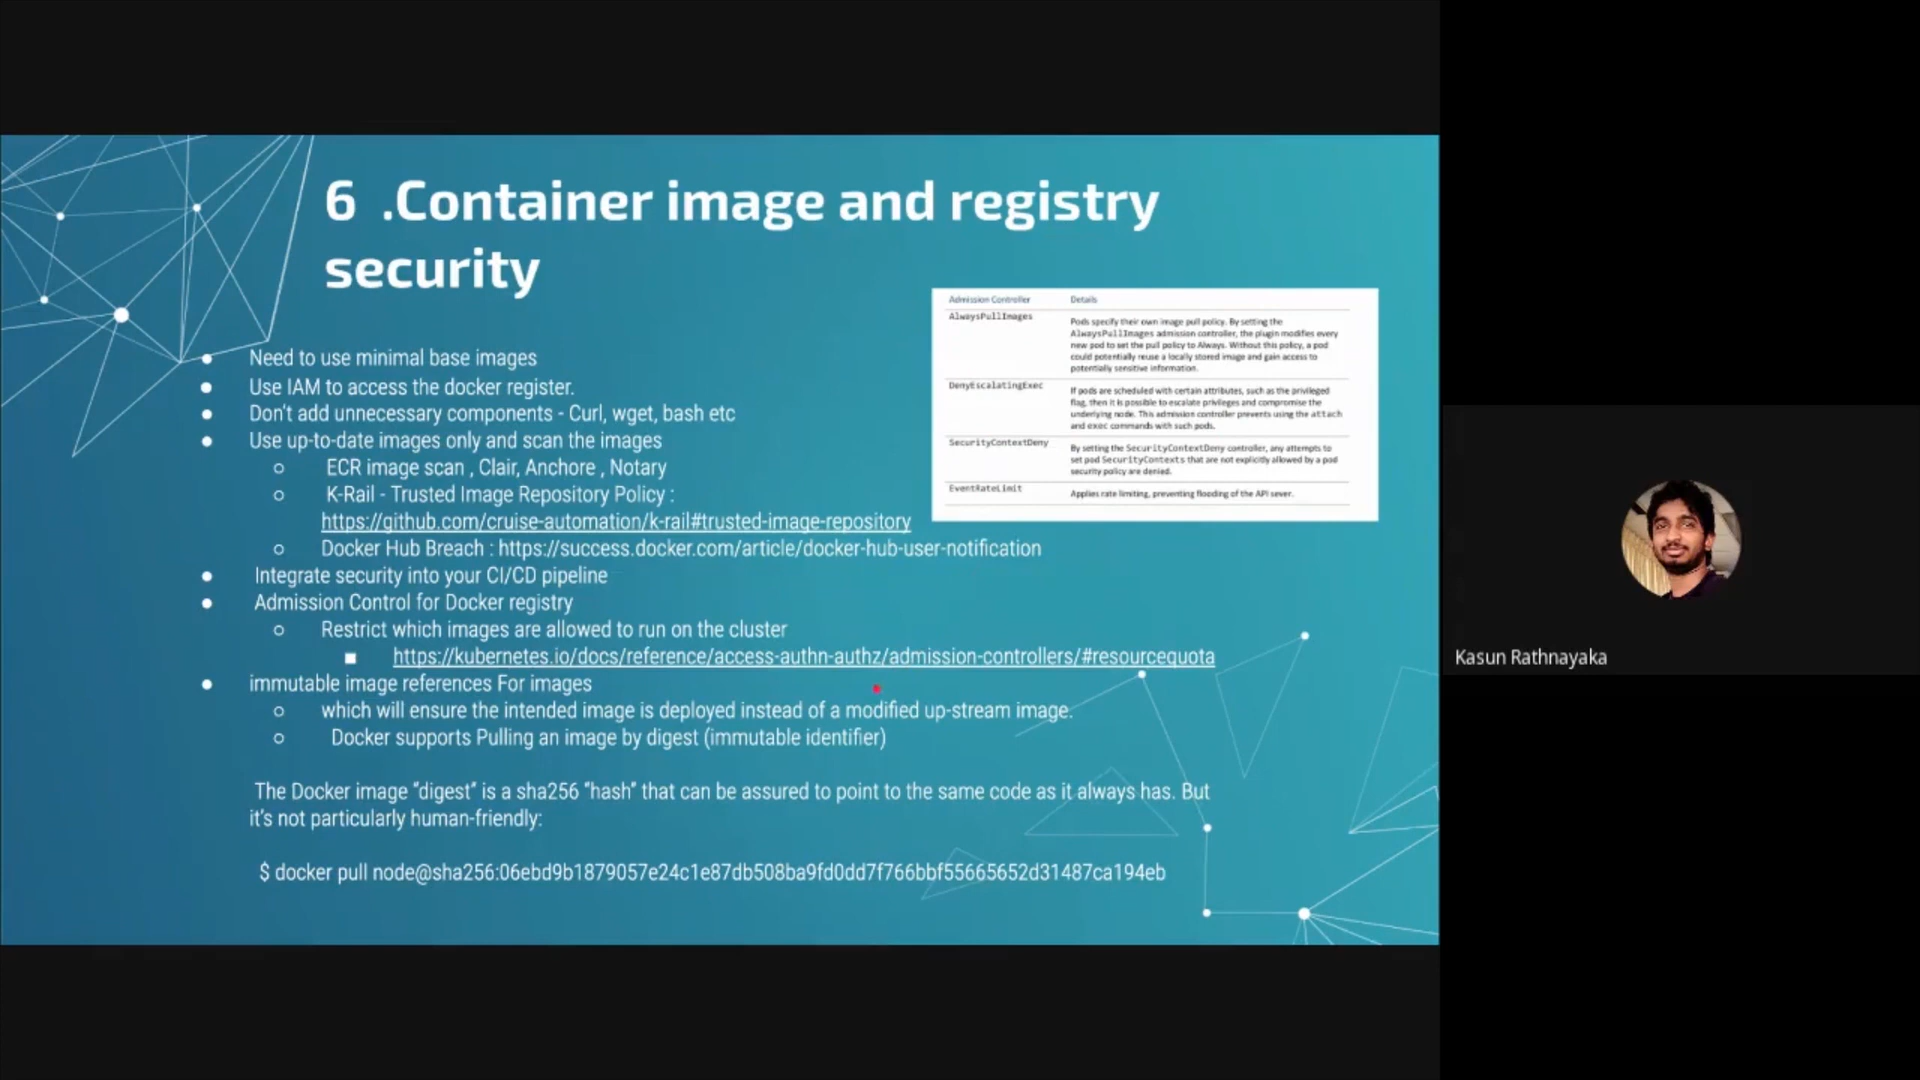 6 .Container image and registry
security
Admission Controller Details
AlwaysPullImages Pods specify their own image pull policy. By setting the
AlwaysPullImages admission controller, the plugin modifies every
new pod to set the pull policy to Always. Without this policy, a pod
could potentially reuse a locally stored image and gain access to
potentially sensitive information.
DenyEscalatingExec If pods are scheduled with certain attributes, such as the privileged
flag, then it is possible to escalate privileges and compromise the
underlying node. This admission controller prevents using the attach
and exec commands with such pods.
SecurityContextDeny By setting the SecurityContextDeny controller, any attempts to
set pod SecurityContexts that are not explicitly allowed by a pod
security policy are denied.
EventRateLimit Applies rate limiting, preventing flooding of the API sever.
● Need to use minimal base images
● Use IAM to access the docker register.
● Don't add unnecessary components - Curl, wget, bash etc
● Use up-to-date images only and scan the images
○ ECR image scan , Clair, Anchore , Notary
○ K-Rail - Trusted Image Repository Policy :
https://github.com/cruise-automation/k-rail#trusted-image-repository
○ Docker Hub Breach : https://success.docker.com/article/docker-hub-user-notification
● Integrate security into your CI/CD pipeline
● Admission Control for Docker registry
○ Restrict which images are allowed to run on the cluster
■ https://kubernetes.io/docs/reference/access-authn-authz/admission-controllers/#resourcequota
● immutable image references For images
○ which will ensure the intended image is deployed instead of a modified up-stream image.
○ Docker supports Pulling an image by digest (immutable identifier)
The Docker image “digest” is a sha256 “hash” that can be assured to point to the same code as it always has. But
it’s not particularly human-friendly:
$ docker pull node@sha256:06ebd9b1879057e24c1e87db508ba9fd0dd7f766bbf55665652d31487ca194eb
Kasun Rathnayaka